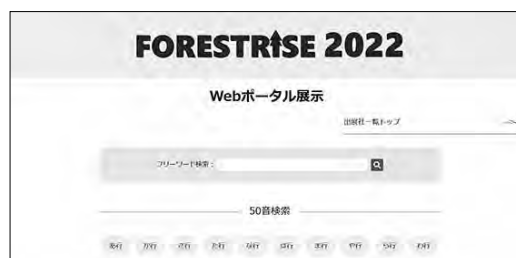 FORESTRISE 2022
Webポータル展示
出展社一覧トップ
フリーワード検索：
50音検索
あ行 か行 さ行 た行 な行 は行 ま行 や行 ら行 わ行